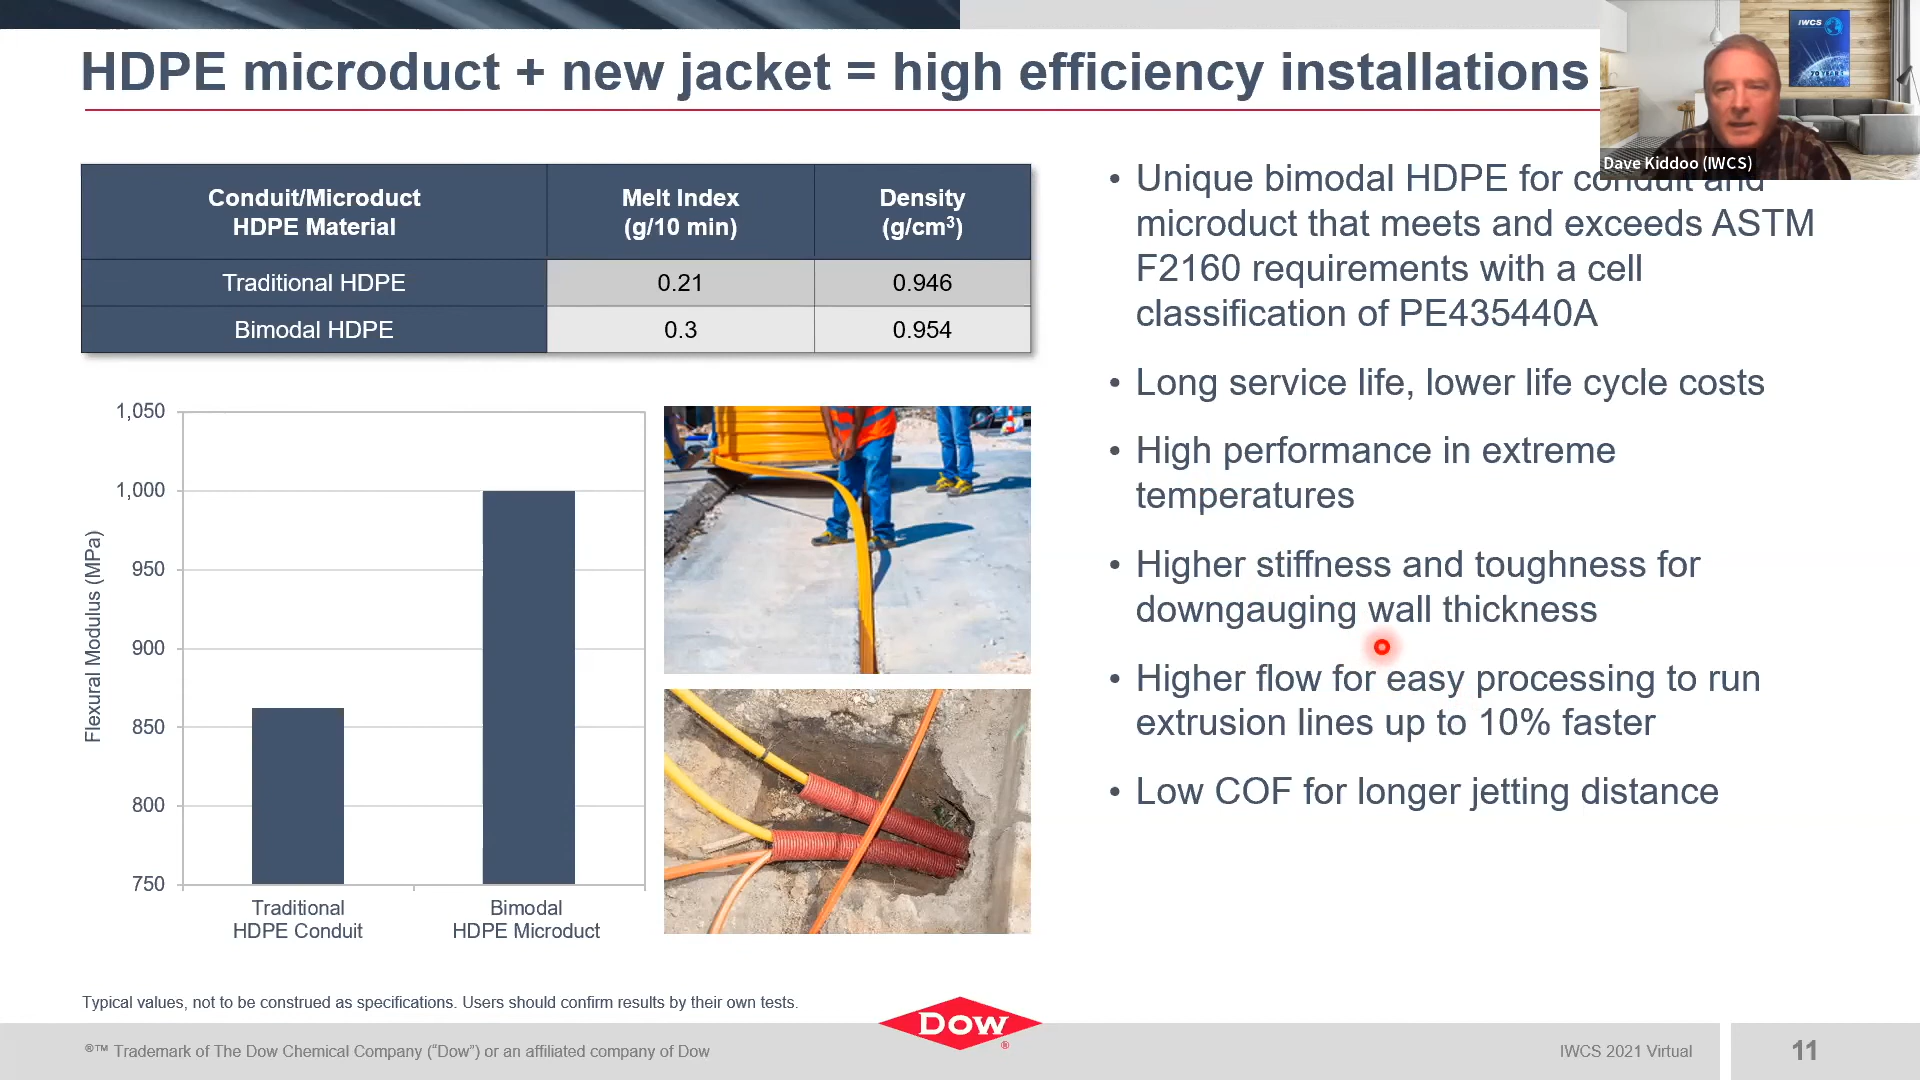 HDPE microduct + new jacket = high efficiency installations
IWCS
70 YEARS
Dave Kiddoo (IWCS)
Conduit/Microduct
HDPE Material
Melt Index
(g/10 min)
Density
(g/cm³)
Traditional HDPE
0.21
0.946
Bimodal HDPE
0.3
0.954
1,050
1,000
950
900
850
800
750
Flexural Modulus (MPa)
Traditional
HDPE Conduit
Bimodal
HDPE Microduct
• Unique bimodal HDPE for conduit and
microduct that meets and exceeds ASTM
F2160 requirements with a cell
classification of PE435440A
• Long service life, lower life cycle costs
• High performance in extreme
temperatures
• Higher stiffness and toughness for
downgauging wall thickness
• Higher flow for easy processing to run
extrusion lines up to 10% faster
• Low COF for longer jetting distance
Typical values, not to be construed as specifications. Users should confirm results by their own tests.
®™ Trademark of The Dow Chemical Company ("Dow") or an affiliated company of Dow
Dow®
IWCS 2021 Virtual
11